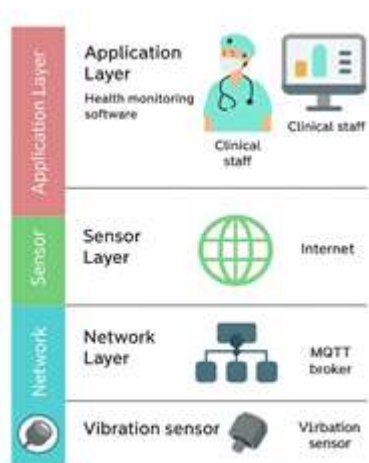 Application Layer
Application
Layer
Health monitoring
software
Clinical
staff
Clinical staff
Sensor
Sensor
Layer
Internet
Network
Network
Layer
MQTT
broker
Vibration sensor
Virbation
sensor